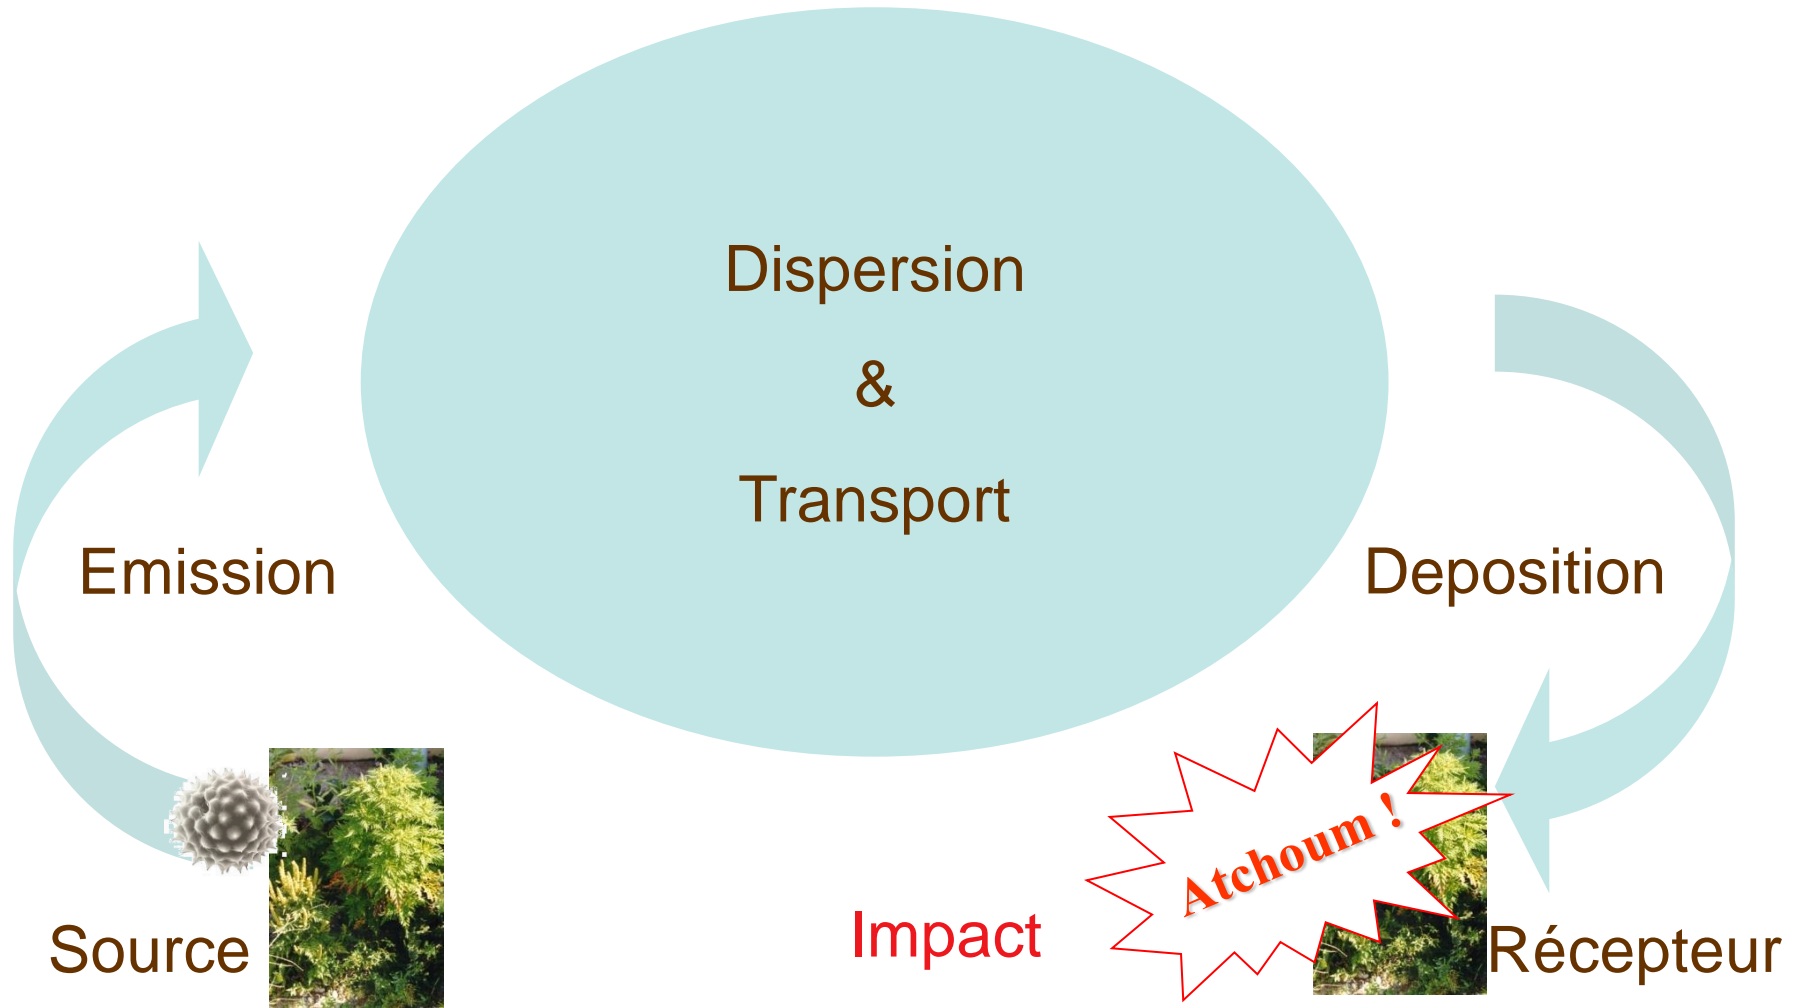 Dispersion
&
Transport
Emission
Deposition
Atchoum !
Source
Impact
Récepteur